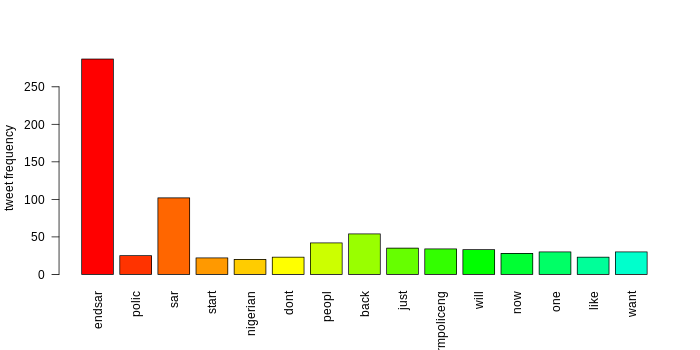 tweet frequency
250
200
150
100
50
0
endsar
polic
sar
start
nigerian
dont
peopl
back
just
rmpoliceng
will
now
one
like
want